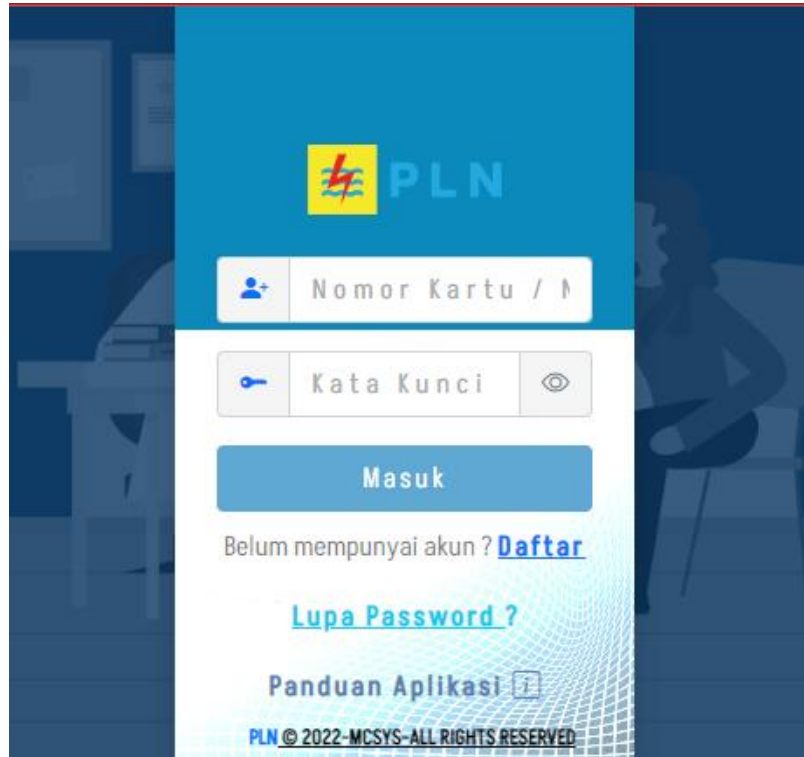 PLN
Nomor Kartu /
Kata Kunci
Masuk
Belum mempunyai akun ? Daftar
Lupa Password ?
Panduan Aplikasi i
PLN © 2022-MCSYS-ALL RIGHTS RESERVED